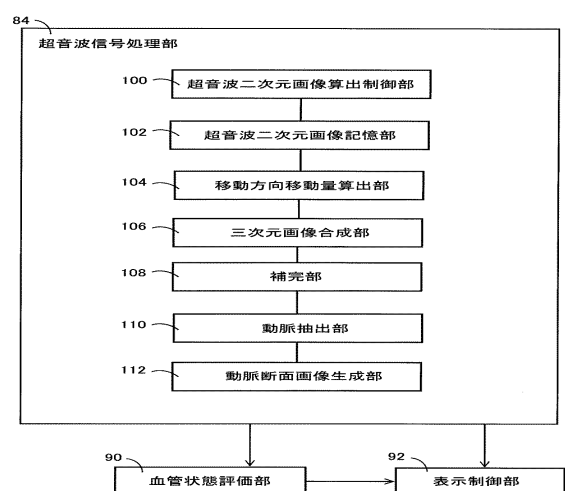 84
超音波信号処理部
100 超音波二次元画像算出制御部
102 超音波二次元画像記憶部
104 移動方向移動量算出部
106 三次元画像合成部
108 補完部
110 動脈抽出部
112 動脈断面画像生成部
90 血管状態評価部
92 表示制御部